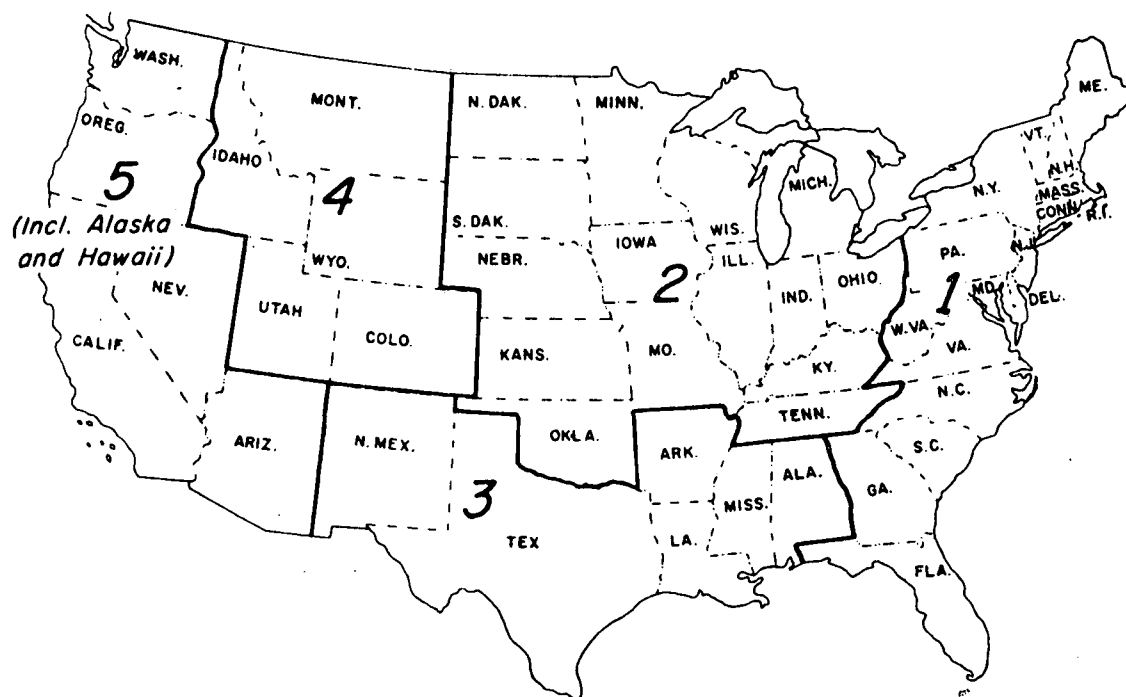 WASH.
MONT.
N. DAK.
MINN.
ME.
OREG.
IDAHO
VT.
N.H.
5
4
MICH.
N.Y.
MASS.
CONN.
R.I.
(Incl. Alaska
and Hawaii)
S. DAK.
WIS.
IOWA
WYO.
NEBR.
ILL.
2
IND.
OHIO
PA.
N.J.
NEV.
UTAH
1
MD.
DEL.
CALIF.
COLO.
KANS.
MO.
KY.
W.VA.
VA.
N.C.
TENN.
ARIZ.
N. MEX.
OKLA.
ARK.
S.C.
ALA.
GA.
3
MISS.
TEX
LA.
FLA.